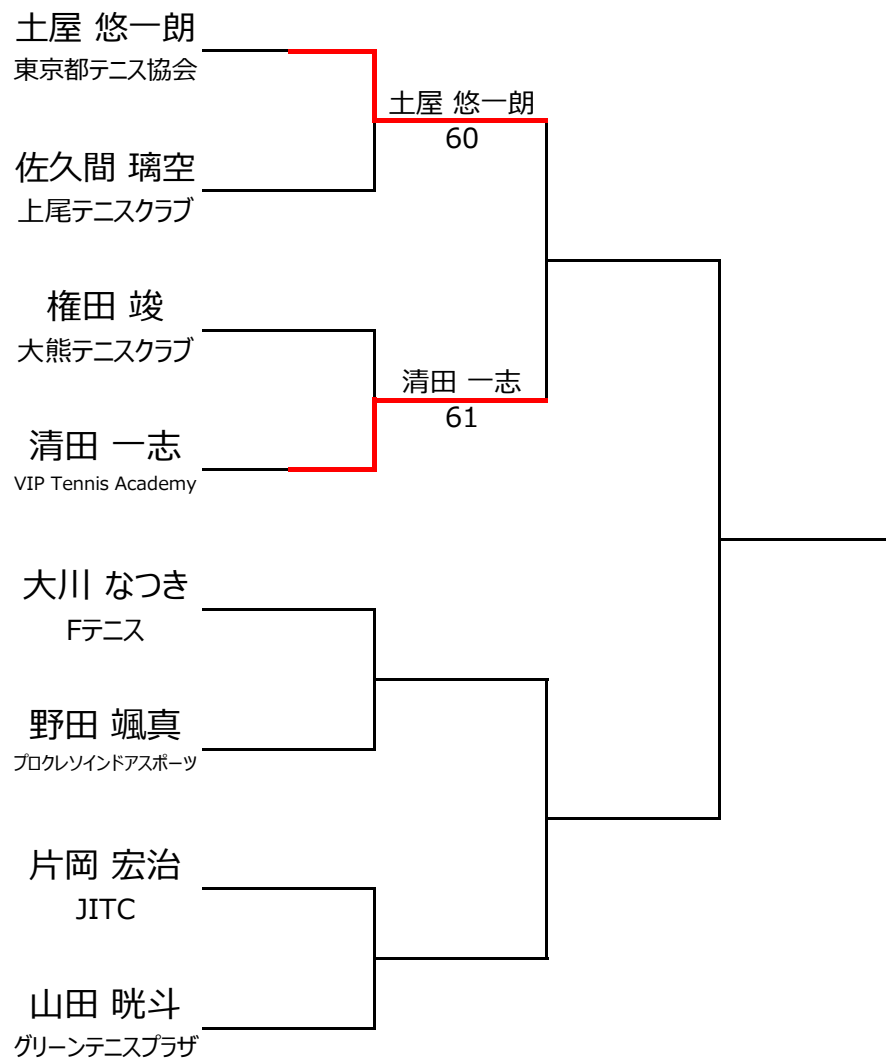 土屋 悠一朗
東京都テニス協会
土屋 悠一朗
60
佐久間 璃空
上尾テニスクラブ
権田 竣
大熊テニスクラブ
清田 一志
61
清田 一志
VIP Tennis Academy
大川 なつき
Fテニス
野田 颯真
プロクレソインドアスポーツ
片岡 宏治
JITC
山田 晄斗
グリーンテニスプラザ